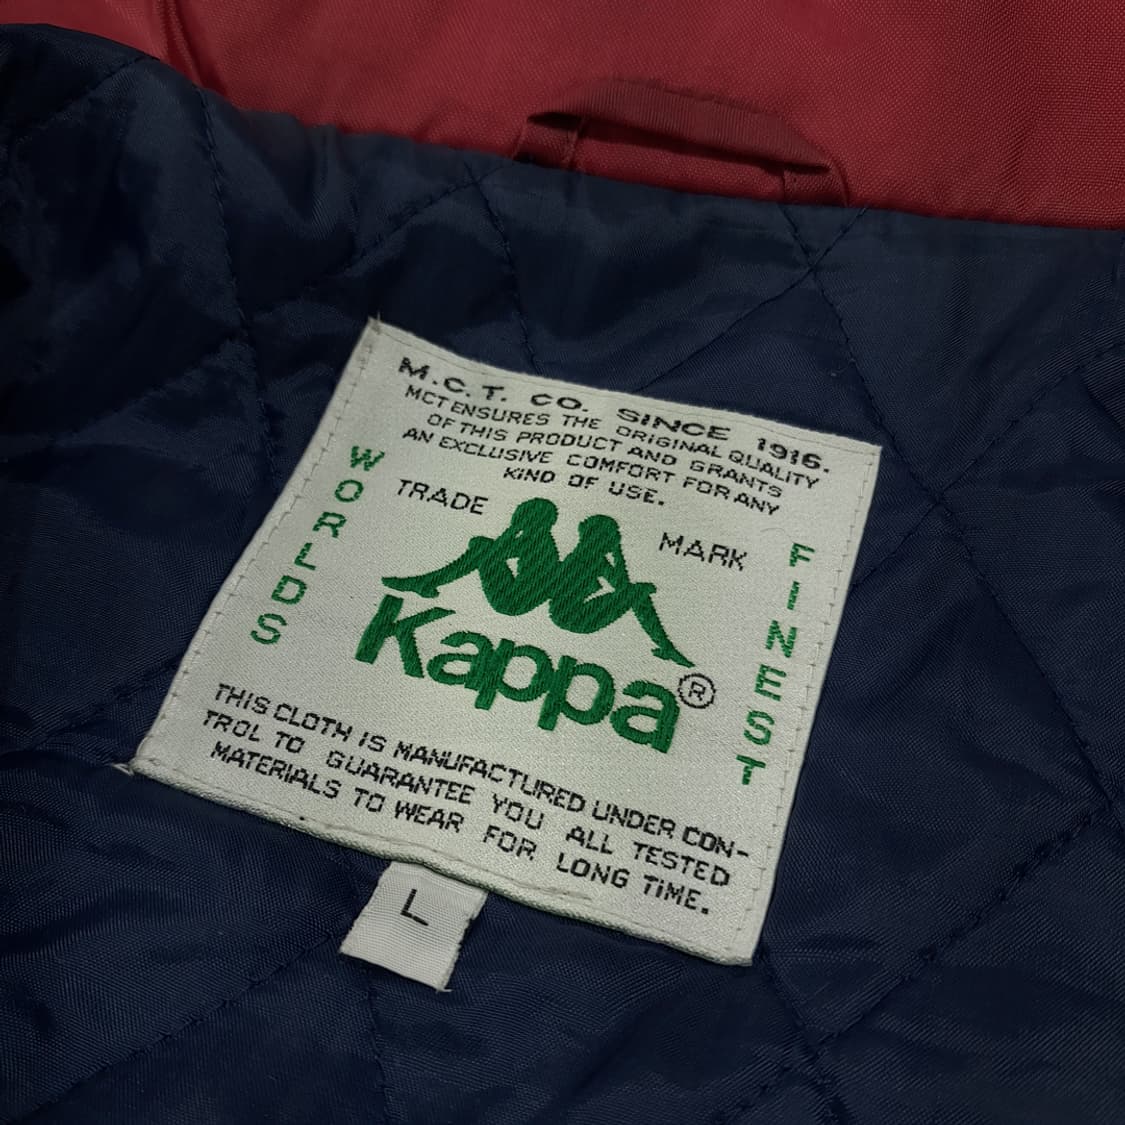 M.C.T. CO. SINCE 1916.
MCT ENSURES THE ORIGINAL QUALITY
OF THIS PRODUCT AND GRANTS
AN EXCLUSIVE COMFORT FOR ANY
KIND OF USE.
TRADE MARK
WORLDS
FINEST
Kappa®
THIS CLOTH IS MANUFACTURED UNDER CON-
TROL TO GUARANTEE YOU ALL TESTED
MATERIALS TO WEAR FOR LONG TIME.
L